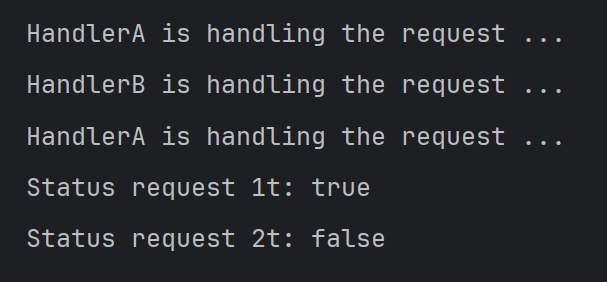 HandlerA is handling the request ...
HandlerB is handling the request ...
HandlerA is handling the request ...
Status request 1t: true
Status request 2t: false